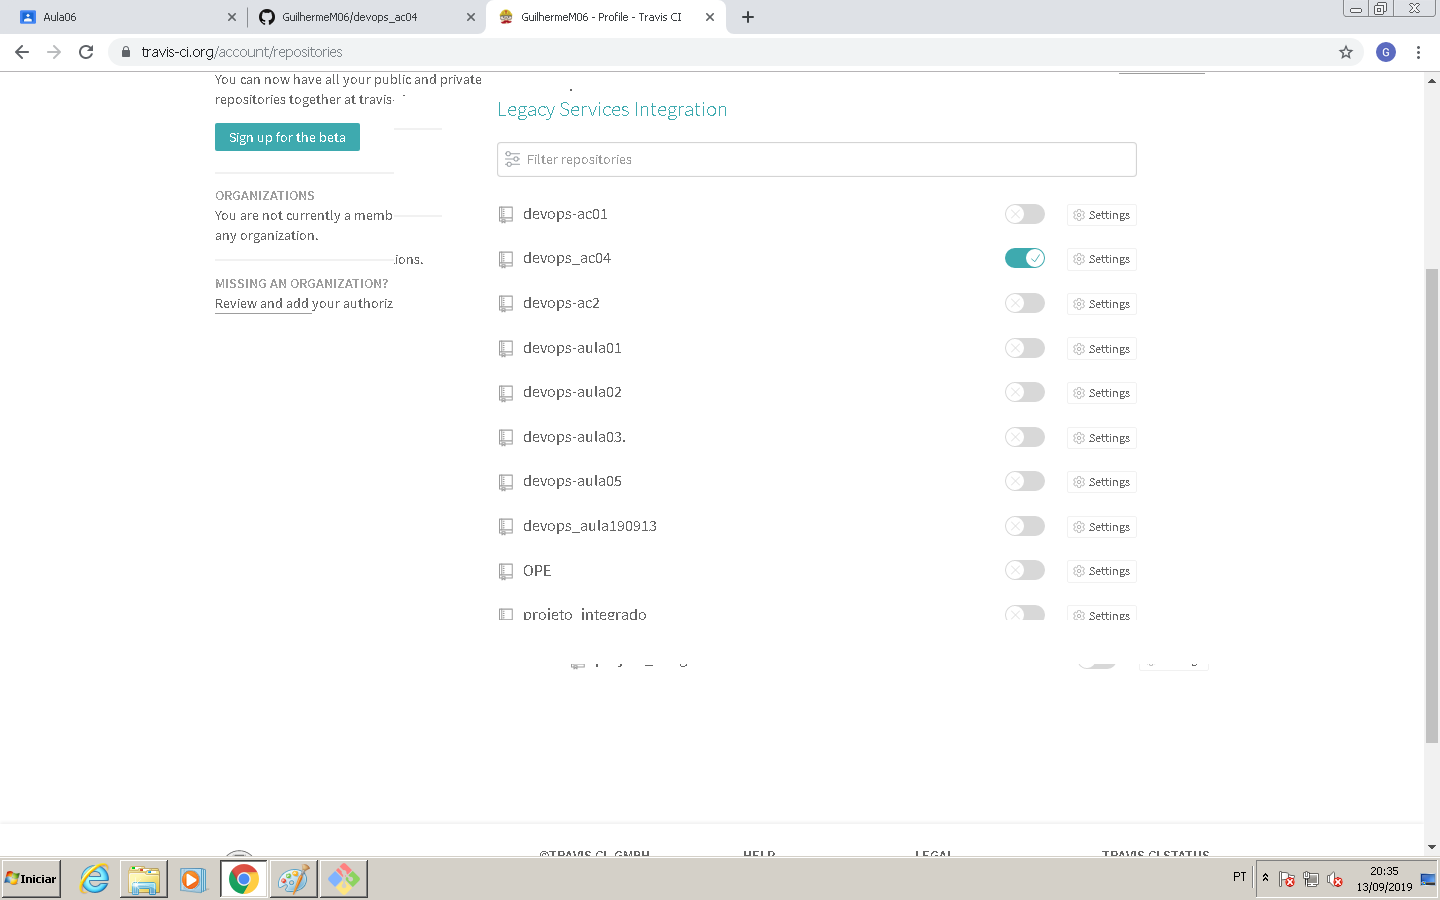 Aula06
GuilhermeM06/devops_ac04
GuilhermeM06 - Profile - Travis CI
travis-ci.org/account/repositories
G
You can now have all your public and private
repositories together at travis-
Sign up for the beta
ORGANIZATIONS
You are not currently a memb
any organization.
ions.
MISSING AN ORGANIZATION?
Review and add your authoriz
Legacy Services Integration
Filter repositories
devops-ac01
Settings
devops_ac04
Settings
devops-ac2
Settings
devops-aula01
Settings
devops-aula02
Settings
devops-aula03.
Settings
devops-aula05
Settings
devops_aula190913
Settings
OPE
Settings
projeto_integrado
Settings
©TRAVIS CI, GMBH
HELP
LEGAL
TRAVIS CI STATUS
Iniciar
PT
20:35
13/09/2019